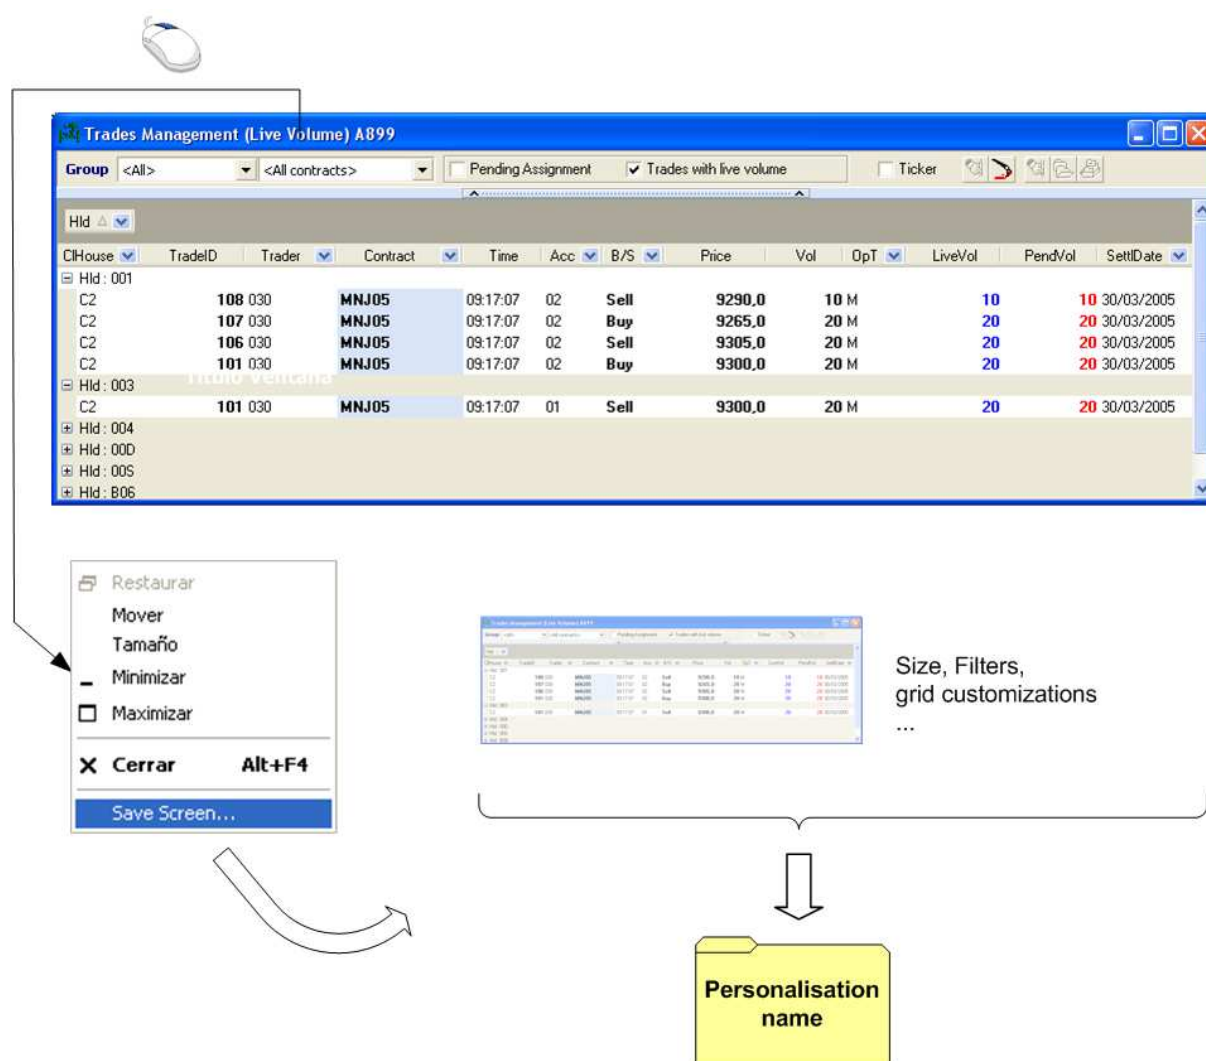 Trades Management (Live Volume) A899
Group <All> <All contracts> Pending Assignment Trades with live volume Ticker
Hld
ClHouse TradeID Trader Contract Time Acc B/S Price Vol OpT LiveVol PendVol SettlDate
Hld : 001
C2 108 030 MNJ05 09:17:07 02 Sell 9290,0 10 M 10 10 30/03/2005
C2 107 030 MNJ05 09:17:07 02 Buy 9265,0 20 M 20 20 30/03/2005
C2 106 030 MNJ05 09:17:07 02 Sell 9305,0 20 M 20 20 30/03/2005
C2 101 030 MNJ05 09:17:07 02 Buy 9300,0 20 M 20 20 30/03/2005
Título Ventana
Hld : 003
C2 101 030 MNJ05 09:17:07 01 Sell 9300,0 20 M 20 20 30/03/2005
Hld : 004
Hld : 00D
Hld : 00S
Hld : B06
Restaurar
Mover
Tamaño
Minimizar
Maximizar
Cerrar Alt+F4
Save Screen...
Size, Filters,
grid customizations
...
Personalisation
name